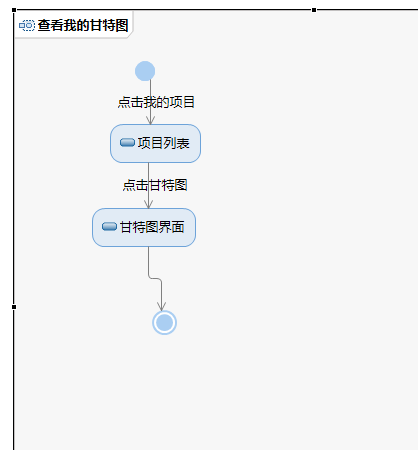 查看我的甘特图
点击我的项目
项目列表
点击甘特图
甘特图界面